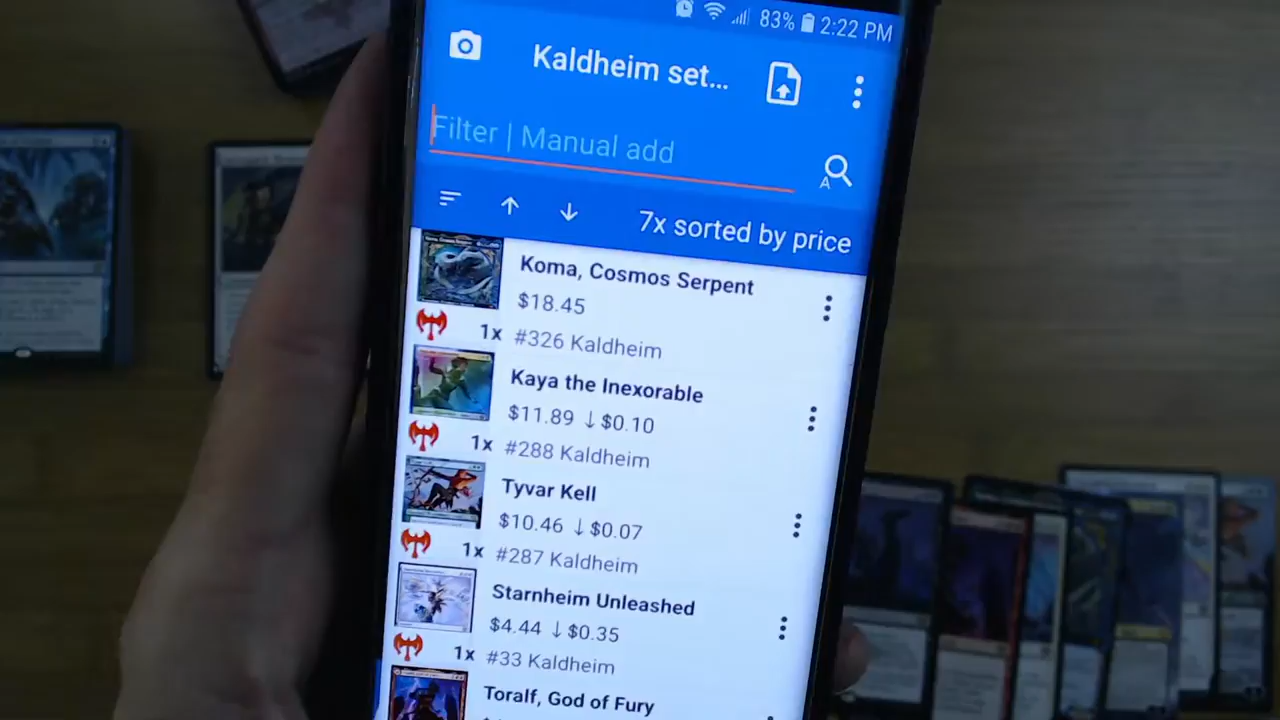 83% 2:22 PM
Kaldheim set...
Filter | Manual add
A
7x sorted by price
Koma, Cosmos Serpent
$18.45
1x #326 Kaldheim
Kaya the Inexorable
$11.89 ↓$0.10
1x #288 Kaldheim
Tyvar Kell
$10.46 ↓$0.07
1x #287 Kaldheim
Starnheim Unleashed
$4.44 ↓$0.35
1x #33 Kaldheim
Toralf, God of Fury